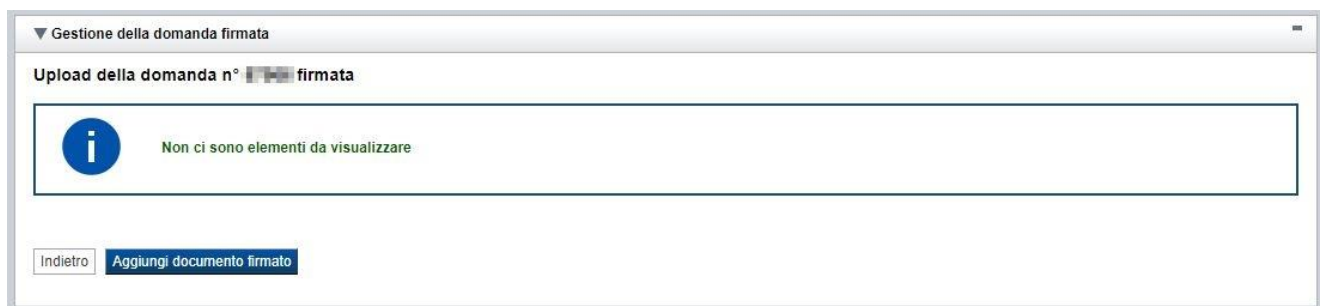 Gestione della domanda firmata
Upload della domanda n° firmata
Non ci sono elementi da visualizzare
Indietro Aggiungi documento firmato